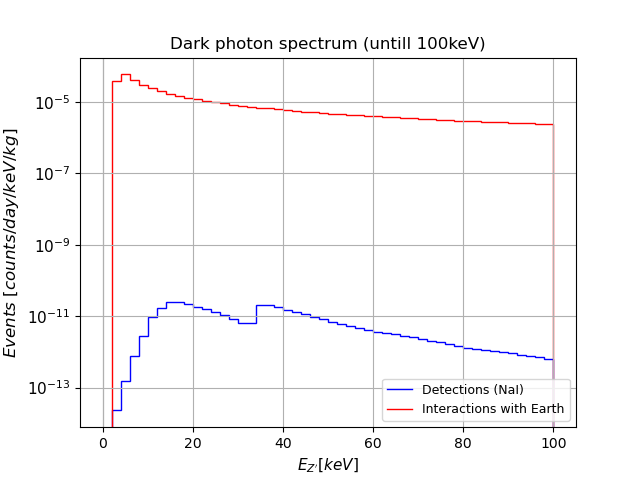 Dark photon spectrum (untill 100keV)
Events [counts/day/keV/kg]
10⁻⁵
10⁻⁷
10⁻⁹
10⁻¹¹
10⁻¹³
Detections (NaI)
Interactions with Earth
0 20 40 60 80 100
E_{Z'}[keV]